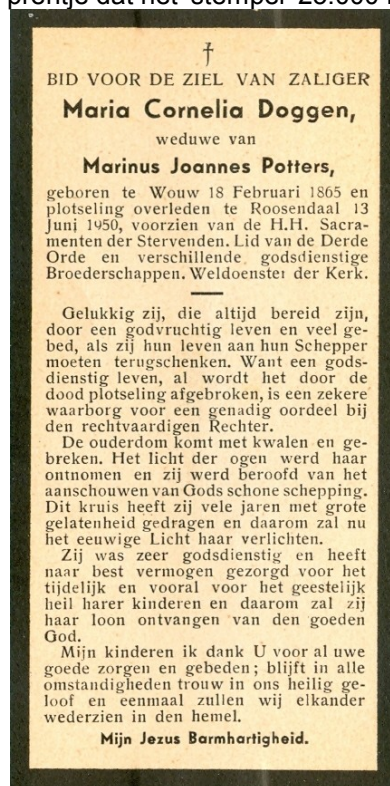 prentje dat het stempel 25.000
†
BID VOOR DE ZIEL VAN ZALIGER
Maria Cornelia Doggen,
weduwe van
Marinus Joannes Potters,
geboren te Wouw 18 Februari 1865 en
plotseling overleden te Roosendaal 13
Juni 1950, voorzien van de H.H. Sacra-
menten der Stervenden. Lid van de Derde
Orde en verschillende godsdienstige
Broederschappen. Weldoenster der Kerk.
Gelukkig zij, die altijd bereid zijn,
door een godvruchtig leven en veel ge-
bed, als zij hun leven aan hun Schepper
moeten terugschenken. Want een gods-
dienstig leven, al wordt het door de
dood plotseling afgebroken, is een zekere
waarborg voor een genadig oordeel bij
den rechtvaardigen Rechter.
De ouderdom komt met kwalen en ge-
breken. Het licht der ogen werd haar
ontnomen en zij werd beroofd van het
aanschouwen van Gods schone schepping.
Dit kruis heeft zij vele jaren met grote
gelatenheid gedragen en daarom zal nu
het eeuwige Licht haar verlichten.
Zij was zeer godsdienstig en heeft
naar best vermogen gezorgd voor het
tijdelijk en vooral voor het geestelijk
heil harer kinderen en daarom zal zij
haar loon ontvangen van den goeden
God.
Mijn kinderen ik dank U voor al uwe
goede zorgen en gebeden; blijft in alle
omstandigheden trouw in ons heilig ge-
loof en eenmaal zullen wij elkander
wederzien in den hemel.
Mijn Jezus Barmhartigheid.